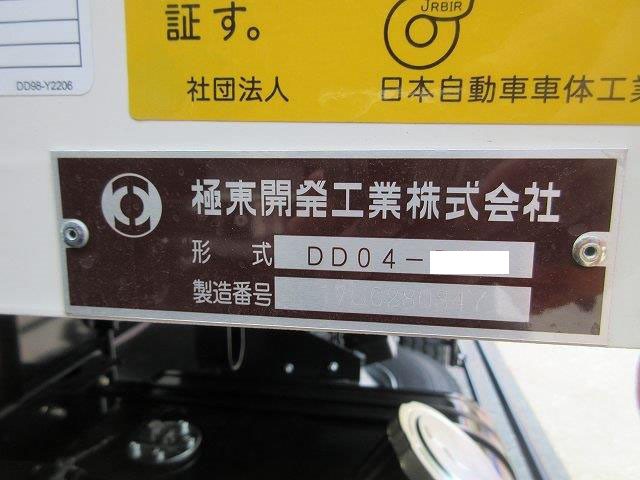 証す。
JRBIR
DD98-Y2206
社団法人 日本自動車車体工業
極東開発工業株式会社
形 式 DD04-
製造番号